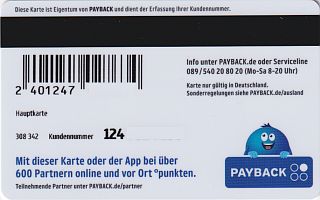 Diese Karte ist Eigentum von PAYBACK und dient der Erfassung Ihrer Kundennummer.
Info unter PAYBACK.de oder Serviceline
089/540 20 80 20 (Mo-Sa 8-20 Uhr)
Karte nur gültig in Deutschland.
Sonderregelungen siehe PAYBACK.de/ausland
2 401247
Hauptkarte
308 342 Kundennummer 124
Mit dieser Karte oder der App bei über
600 Partnern online und vor Ort °punkten.
Teilnehmende Partner unter PAYBACK.de/partner
PAYBACK